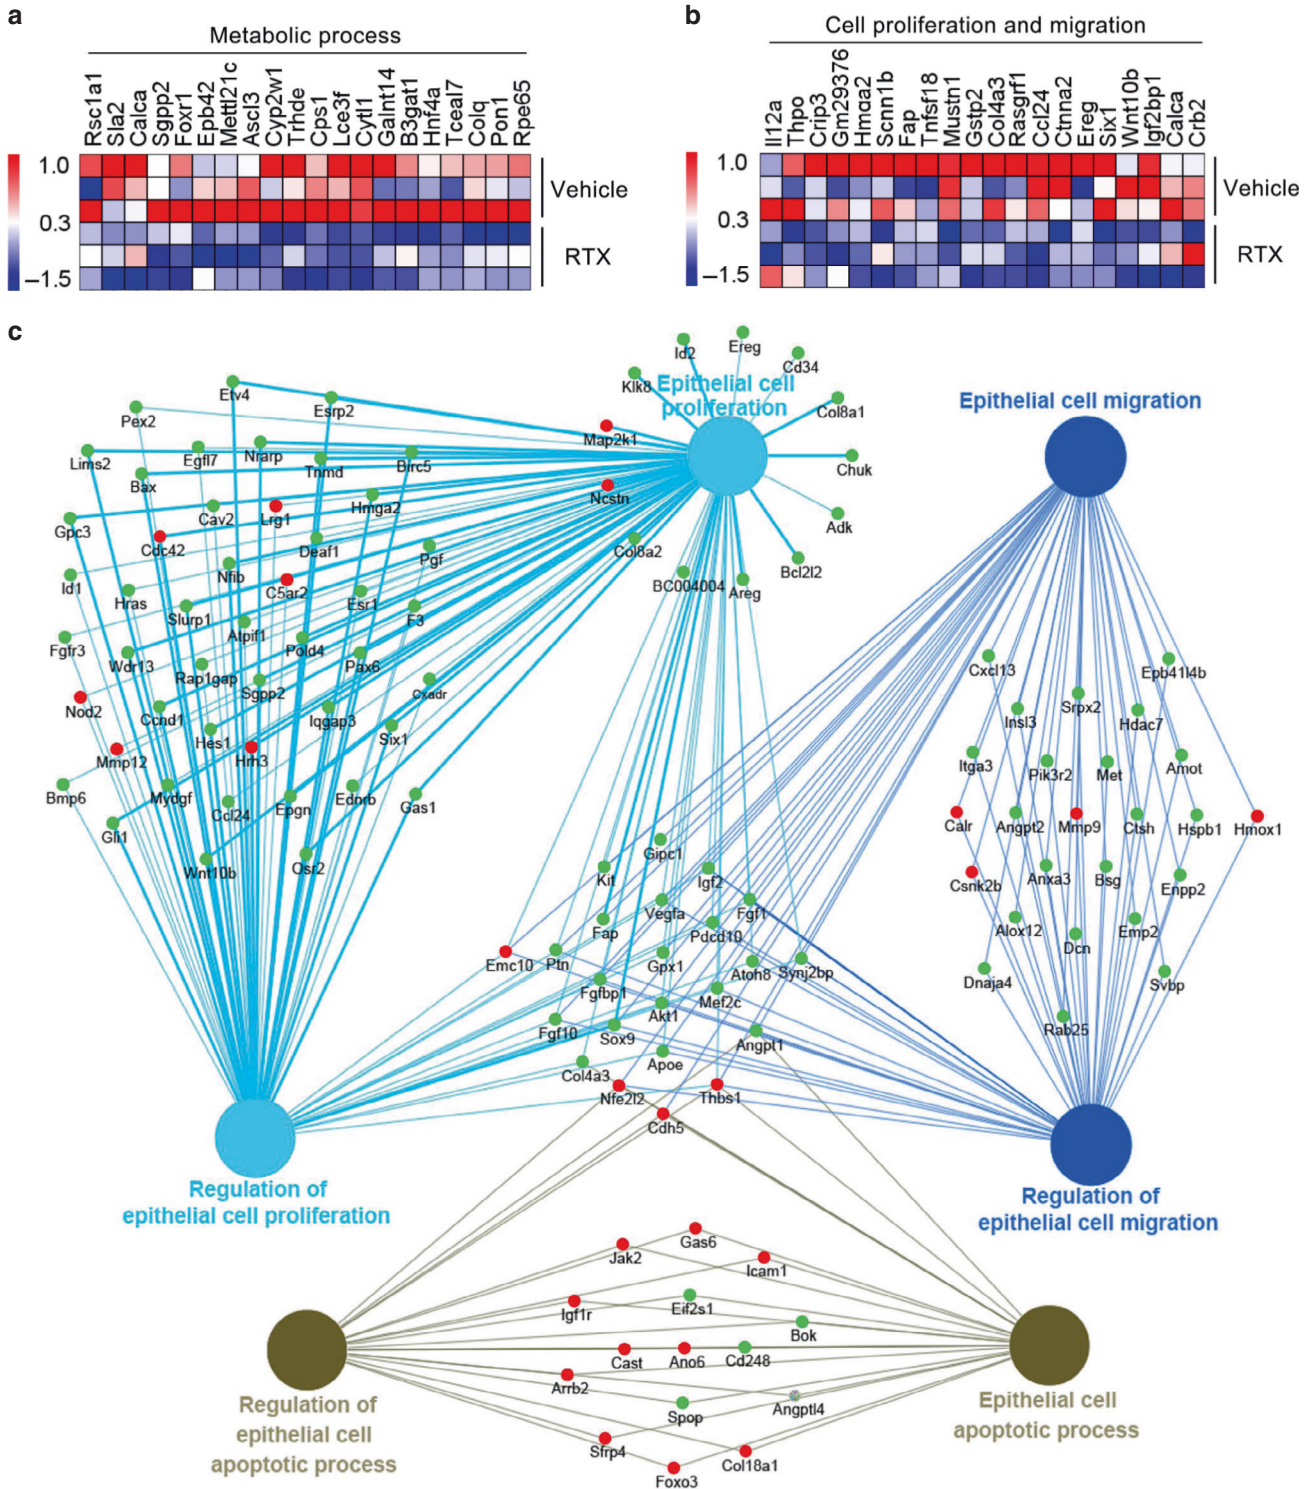 a
Metabolic process
Rsc1a1
Sla2
Calca
Sgpp2
Foxr1
Epb42
Mettl21c
Ascl3
Cyp2w1
Trhde
Cps1
Lce3f
Cytl1
Galnt14
B3gat1
Hnf4a
Tceal7
Colq
Pon1
Rpe65
1.0
0.3
–1.5
Vehicle
RTX
b
Cell proliferation and migration
Il12a
Thpo
Crip3
Gm29376
Hmga2
Scnn1b
Fap
Tnfsf18
Mustn1
Gstp2
Col4a3
Rasgrf1
Ccl24
Ctnna2
Ereg
Six1
Wnt10b
Igf2bp1
Calca
Crb2
1.0
0.3
–1.5
Vehicle
RTX
c
Id2
Ereg
Cd34
Klk8
Epithelial cell
proliferation
Col8a1
Map2k1
Chuk
Ncstn
Adk
Col8a2
Bcl2l2
BC004004
Areg
Etv4
Esrp2
Pex2
Lims2
Egfl7
Nrarp
Tnmd
Birc5
Bax
Cav2
Lrg1
Hmga2
Gpc3
Cdc42
Deaf1
Pgf
Id1
Nfib
C5ar2
Hras
Esr1
Slurp1
F3
Atpif1
Fgfr3
Wdr13
Pold4
Pax6
Rap1gap
Sgpp2
Cxadr
Nod2
Ccnd1
Iqgap3
Hes1
Six1
Mmp12
Hrh3
Bmp6
Mydgf
Ccl24
Epgn
Ednrb
Gas1
Gli1
Wnt10b
Osr2
Epithelial cell migration
Cxcl13
Epb41l4b
Srpx2
Insl3
Hdac7
Itga3
Pik3r2
Met
Amot
Calr
Angpt2
Mmp9
Ctsh
Hspb1
Hmox1
Csnk2b
Anxa3
Bsg
Enpp2
Alox12
Dcn
Emp2
Dnaja4
Svbp
Rab25
Gipc1
Kit
Igf2
Vegfa
Fgf1
Fap
Pdcd10
Emc10
Ptn
Gpx1
Atoh8
Synj2bp
Fgfbp1
Mef2c
Akt1
Fgf10
Sox9
Angpt1
Col4a3
Apoe
Nfe2l2
Thbs1
Cdh5
Regulation of
epithelial cell proliferation
Regulation of
epithelial cell migration
Gas6
Jak2
Icam1
Igf1r
Eif2s1
Bok
Cast
Ano6
Cd248
Arrb2
Angptl4
Spop
Sfrp4
Col18a1
Foxo3
Regulation of
epithelial cell
apoptotic process
Epithelial cell
apoptotic process